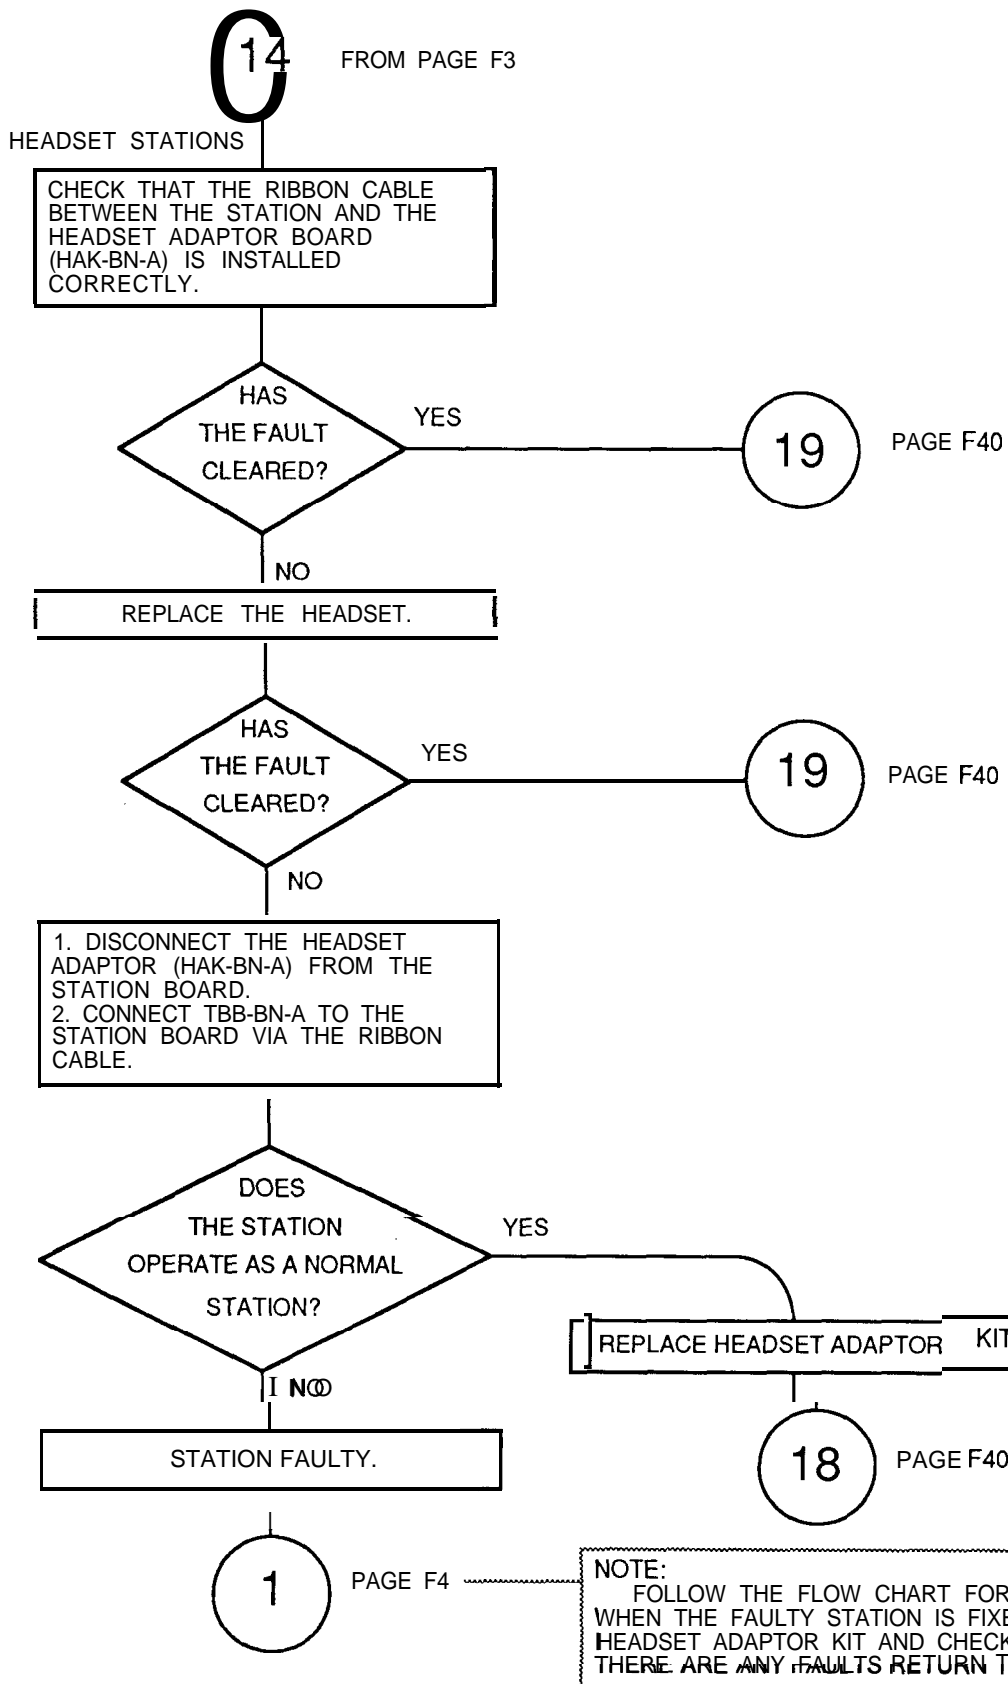 14
FROM PAGE F3
HEADSET STATIONS
CHECK THAT THE RIBBON CABLE
BETWEEN THE STATION AND THE
HEADSET ADAPTOR BOARD
(HAK-BN-A) IS INSTALLED
CORRECTLY.
HAS
THE FAULT
CLEARED?
YES
19
PAGE F40
NO
REPLACE THE HEADSET.
HAS
THE FAULT
CLEARED?
YES
19
PAGE F40
NO
1. DISCONNECT THE HEADSET
ADAPTOR (HAK-BN-A) FROM THE
STATION BOARD.
2. CONNECT TBB-BN-A TO THE
STATION BOARD VIA THE RIBBON
CABLE.
DOES
THE STATION
OPERATE AS A NORMAL
STATION?
YES
REPLACE HEADSET ADAPTOR KIT
NO
STATION FAULTY.
18
PAGE F40
1
PAGE F4
NOTE:
FOLLOW THE FLOW CHART FOR
WHEN THE FAULTY STATION IS FIXE
HEADSET ADAPTOR KIT AND CHECK
THERE ARE ANY FAULTS RETURN T